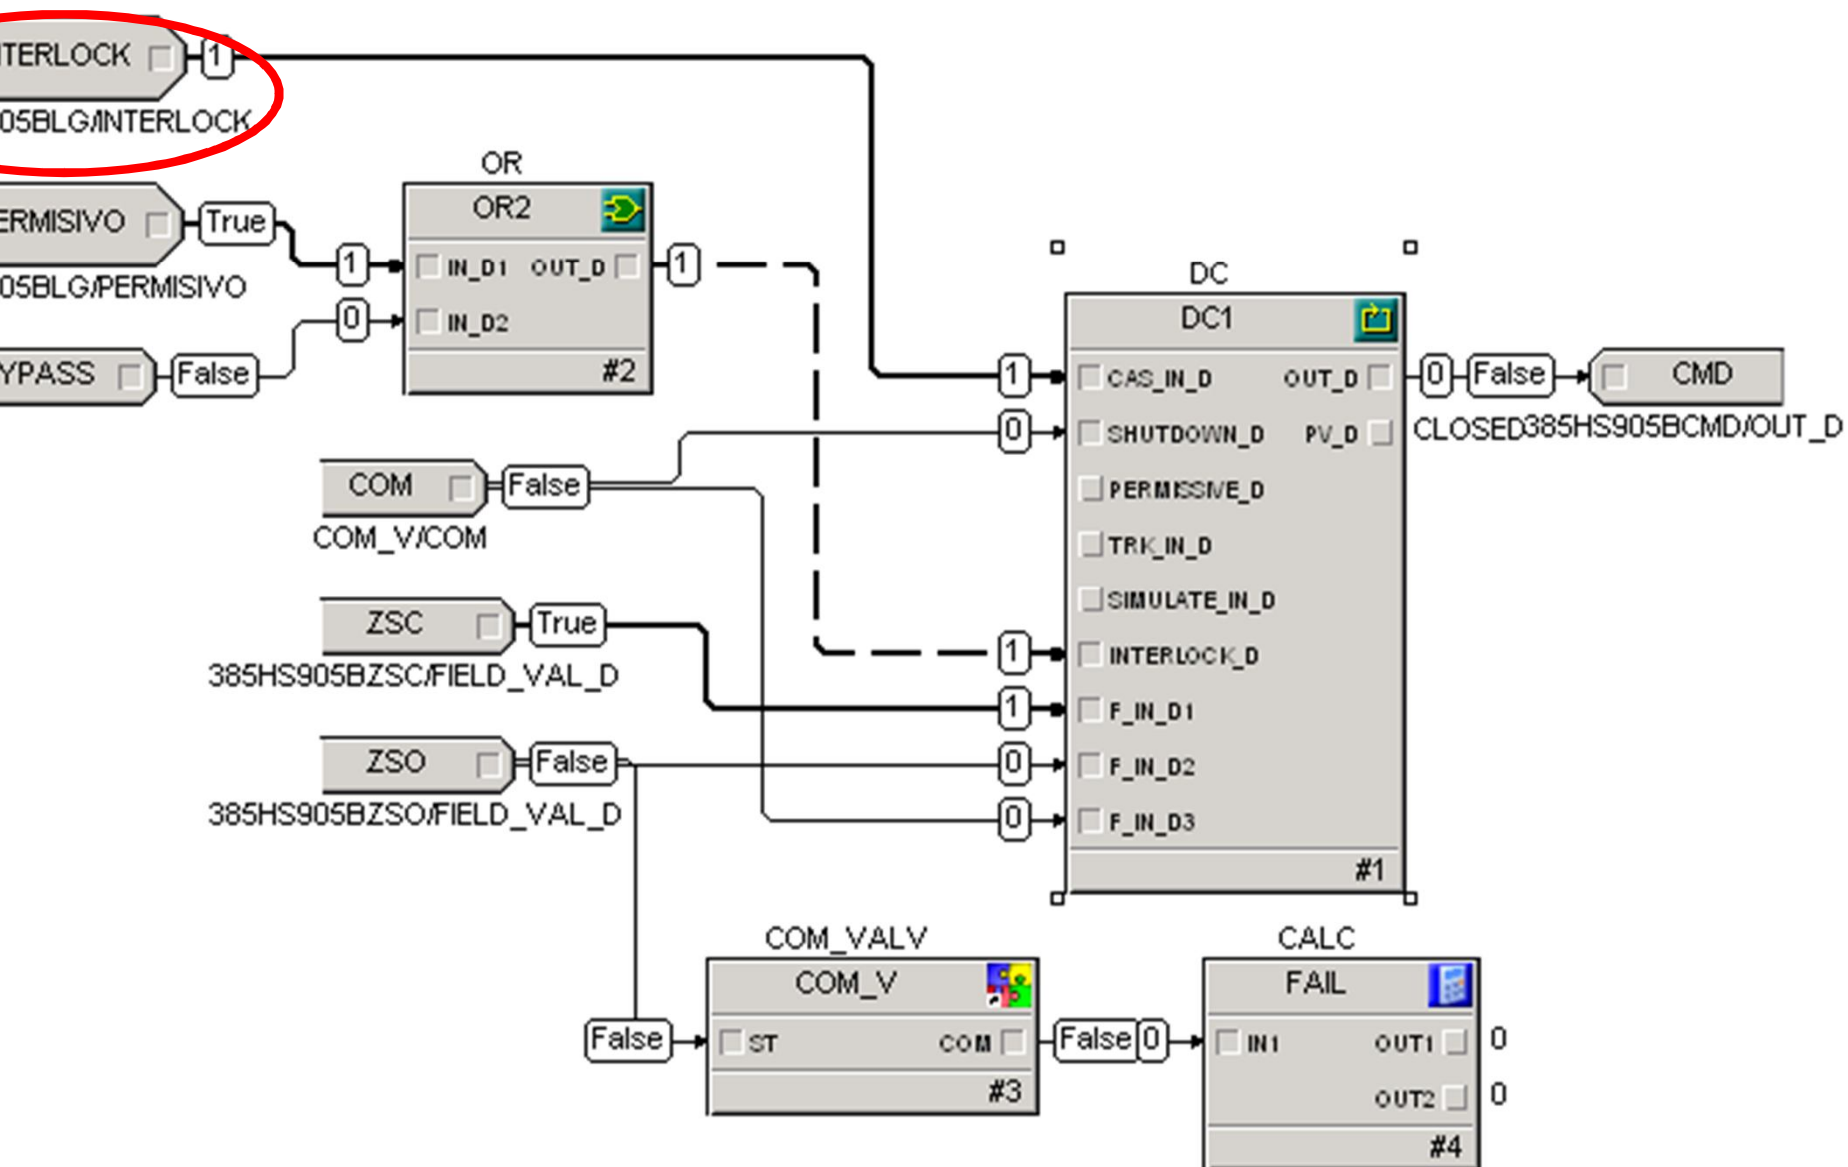 NTERLOCK 1
05BLG/INTERLOCK
OR
ERMISIVO True
OR2
1 IN_D1 OUT_D 1
05BLG/PERMISIVO
0 IN_D2
YPASS False
#2
DC
DC1
1 CAS_IN_D OUT_D 0 False CMD
0 SHUTDOWN_D PV_D CLOSED 385HS905BCMD/OUT_D
COM False
PERMISSIVE_D
COM_V/COM
TRK_IN_D
SIMULATE_IN_D
ZSC True
1 INTERLOCK_D
385HS905BZSC/FIELD_VAL_D
1 F_IN_D1
ZSO False
0 F_IN_D2
385HS905BZSO/FIELD_VAL_D
0 F_IN_D3
#1
COM_VALV
COM_V
False ST COM False 0
#3
CALC
FAIL
IN1 OUT1 0
OUT2 0
#4